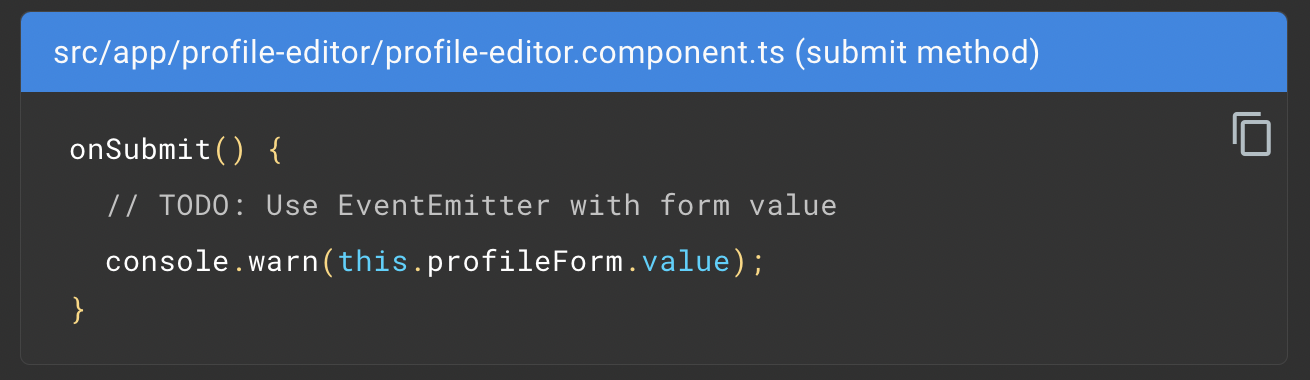 src/app/profile-editor/profile-editor.component.ts (submit method)
onSubmit() {
  // TODO: Use EventEmitter with form value
  console.warn(this.profileForm.value);
}